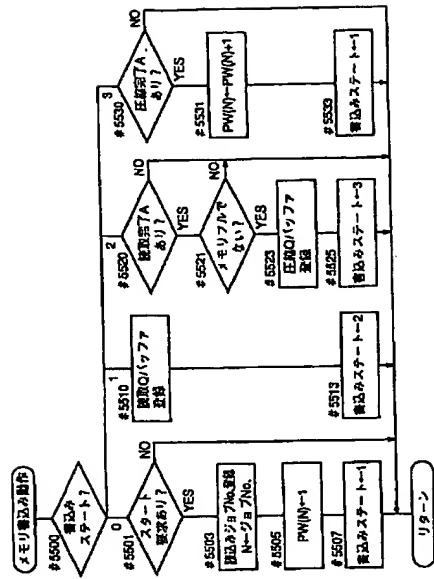 メモリ書込み動作
#5500
書込み
ステート?
0
1
2
3
#5501
スタート
要求あり?
NO
YES
#5503
読込みジョブNo.登録
N←ジョブNo.
#5505
PW(N)←1
#5507
書込みステート←1
リターン
#5510
読取Qバッファ
登録
#5513
書込みステート←2
#5520
読取完了A
あり?
NO
YES
#5521
メモリフルで
ない?
NO
YES
#5523
圧縮Qバッファ
登録
#5525
書込みステート←3
#5530
圧縮完了A
あり?
NO
YES
#5531
PW(N)←PW(N)+1
#5533
書込みステート←1